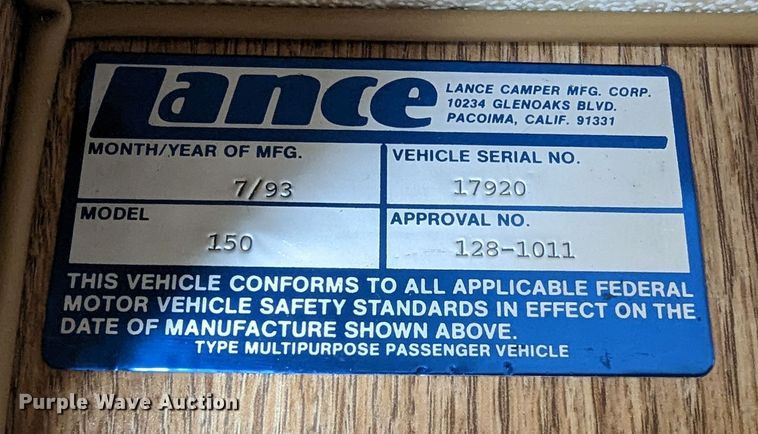 Lance
LANCE CAMPER MFG. CORP.
10234 GLENOAKS BLVD.
PACOIMA, CALIF. 91331
MONTH/YEAR OF MFG.
7/93
VEHICLE SERIAL NO.
17920
MODEL
150
APPROVAL NO.
128-1011
THIS VEHICLE CONFORMS TO ALL APPLICABLE FEDERAL
MOTOR VEHICLE SAFETY STANDARDS IN EFFECT ON THE
DATE OF MANUFACTURE SHOWN ABOVE.
TYPE MULTIPURPOSE PASSENGER VEHICLE
Purple Wave Auction